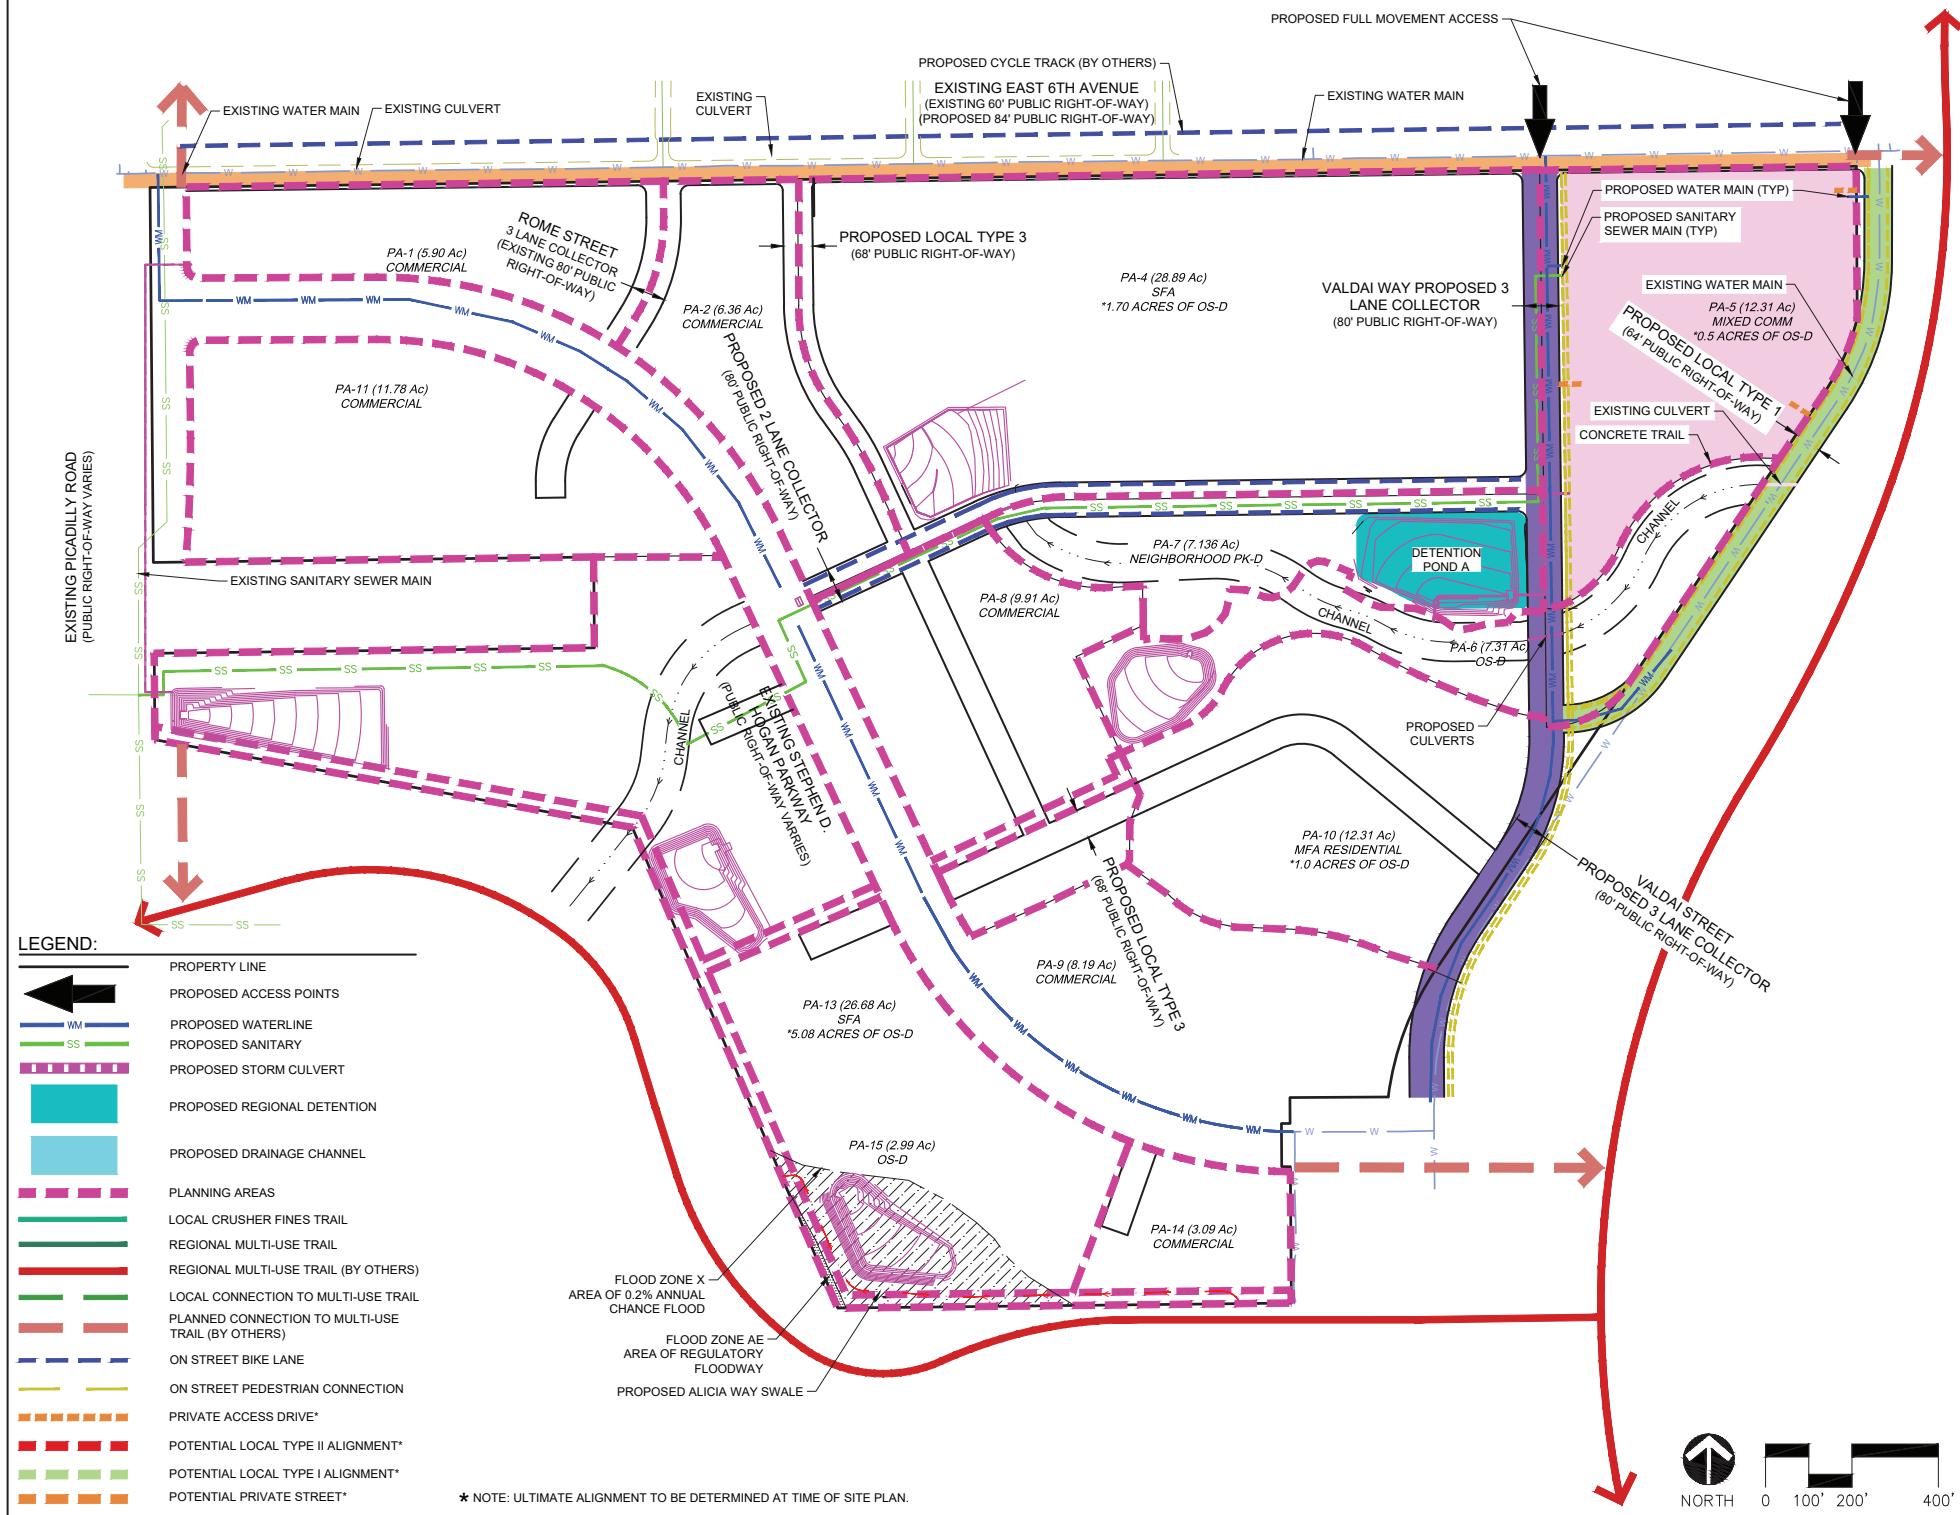 PROPOSED FULL MOVEMENT ACCESS
PROPOSED CYCLE TRACK (BY OTHERS)
EXISTING EAST 6TH AVENUE
(EXISTING 60' PUBLIC RIGHT-OF-WAY)
(PROPOSED 84' PUBLIC RIGHT-OF-WAY)
EXISTING WATER MAIN
EXISTING CULVERT
EXISTING
CULVERT
EXISTING WATER MAIN
ROME STREET
3 LANE COLLECTOR
(EXISTING 80' PUBLIC
RIGHT-OF-WAY)
PA-1 (5.90 Ac)
COMMERCIAL
PROPOSED LOCAL TYPE 3
(68' PUBLIC RIGHT-OF-WAY)
PA-2 (6.36 Ac)
COMMERCIAL
PA-4 (28.89 Ac)
SFA
*1.70 ACRES OF OS-D
VALDAI WAY PROPOSED 3
LANE COLLECTOR
(80' PUBLIC RIGHT-OF-WAY)
PROPOSED WATER MAIN (TYP)
PROPOSED SANITARY
SEWER MAIN (TYP)
EXISTING WATER MAIN
PA-5 (12.31 Ac)
MIXED COMM
*0.5 ACRES OF OS-D
PROPOSED LOCAL TYPE 1
(64' PUBLIC RIGHT-OF-WAY)
EXISTING CULVERT
CONCRETE TRAIL
CHANNEL
PROPOSED 2 LANE COLLECTOR
(80' PUBLIC RIGHT-OF-WAY)
PA-11 (11.78 Ac)
COMMERCIAL
EXISTING PICADILLY ROAD
(PUBLIC RIGHT-OF-WAY VARIES)
EXISTING SANITARY SEWER MAIN
PA-7 (7.136 Ac)
NEIGHBORHOOD PK-D
DETENTION
POND A
PA-8 (9.91 Ac)
COMMERCIAL
CHANNEL
PA-6 (7.31 Ac)
OS-D
PROPOSED
CULVERTS
CHANNEL
EXISTING STEPHEN D.
HOGAN PARKWAY
(PUBLIC RIGHT-OF-WAY VARRIES)
PA-10 (12.31 Ac)
MFA RESIDENTIAL
*1.0 ACRES OF OS-D
PROPOSED LOCAL TYPE 3
(68' PUBLIC RIGHT-OF-WAY)
VALDAI STREET
PROPOSED 3 LANE COLLECTOR
(80' PUBLIC RIGHT-OF-WAY)
PA-9 (8.19 Ac)
COMMERCIAL
PA-13 (26.68 Ac)
SFA
*5.08 ACRES OF OS-D
PA-15 (2.99 Ac)
OS-D
PA-14 (3.09 Ac)
COMMERCIAL
FLOOD ZONE X
AREA OF 0.2% ANNUAL
CHANCE FLOOD
FLOOD ZONE AE
AREA OF REGULATORY
FLOODWAY
PROPOSED ALICIA WAY SWALE
LEGEND:
PROPERTY LINE
PROPOSED ACCESS POINTS
WM PROPOSED WATERLINE
SS PROPOSED SANITARY
PROPOSED STORM CULVERT
PROPOSED REGIONAL DETENTION
PROPOSED DRAINAGE CHANNEL
PLANNING AREAS
LOCAL CRUSHER FINES TRAIL
REGIONAL MULTI-USE TRAIL
REGIONAL MULTI-USE TRAIL (BY OTHERS)
LOCAL CONNECTION TO MULTI-USE TRAIL
PLANNED CONNECTION TO MULTI-USE
TRAIL (BY OTHERS)
ON STREET BIKE LANE
ON STREET PEDESTRIAN CONNECTION
PRIVATE ACCESS DRIVE*
POTENTIAL LOCAL TYPE II ALIGNMENT*
POTENTIAL LOCAL TYPE I ALIGNMENT*
POTENTIAL PRIVATE STREET*
* NOTE: ULTIMATE ALIGNMENT TO BE DETERMINED AT TIME OF SITE PLAN.
NORTH
0 100' 200' 400'